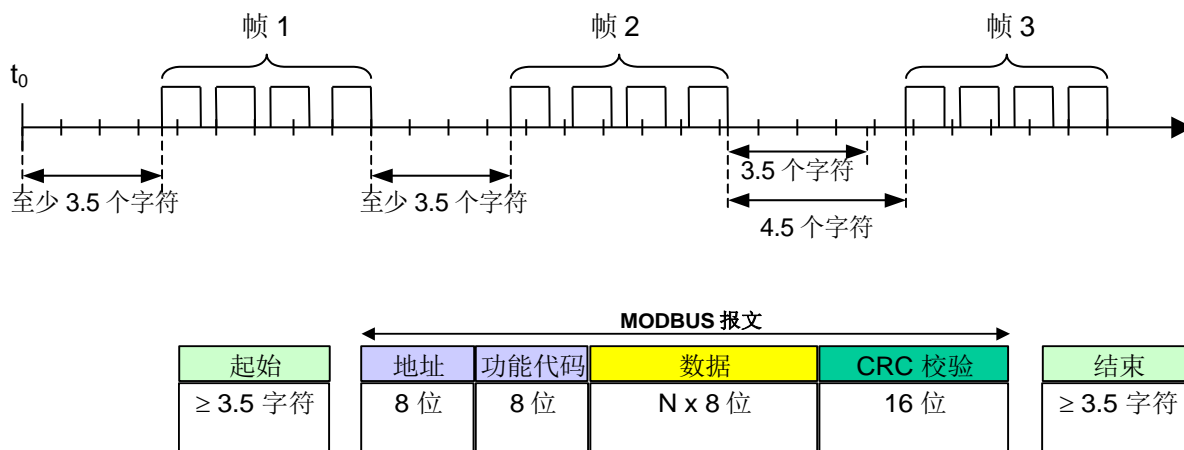 帧 1 帧 2 帧 3
t0
至少 3.5 个字符 至少 3.5 个字符 3.5 个字符
4.5 个字符
MODBUS 报文
起始 地址 功能代码 数据 CRC 校验 结束
≥ 3.5 字符 8 位 8 位 N x 8 位 16 位 ≥ 3.5 字符